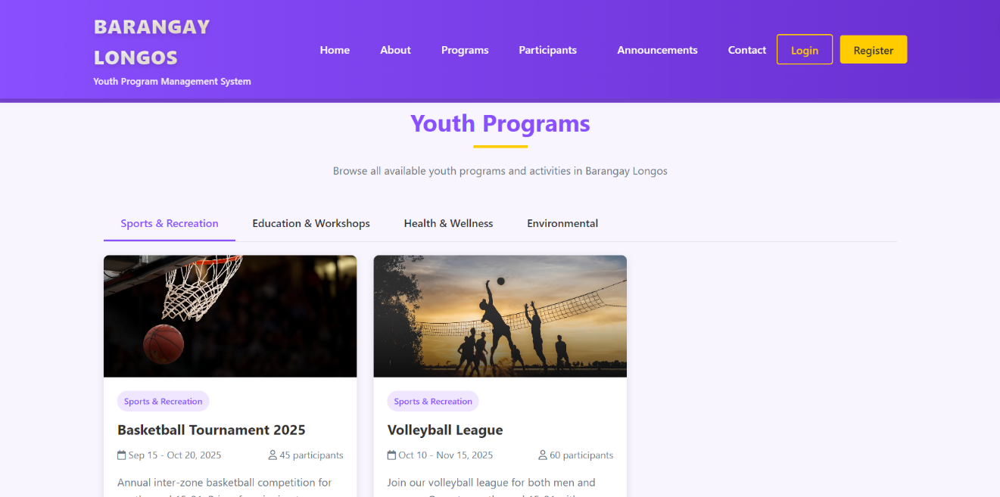 BARANGAY
LONGOS
Youth Program Management System
Home About Programs Participants Announcements Contact Login Register
Youth Programs
Browse all available youth programs and activities in Barangay Longos
Sports & Recreation Education & Workshops Health & Wellness Environmental
Sports & Recreation
Basketball Tournament 2025
Sep 15 - Oct 20, 2025 45 participants
Annual inter-zone basketball competition for
Sports & Recreation
Volleyball League
Oct 10 - Nov 15, 2025 60 participants
Join our volleyball league for both men and